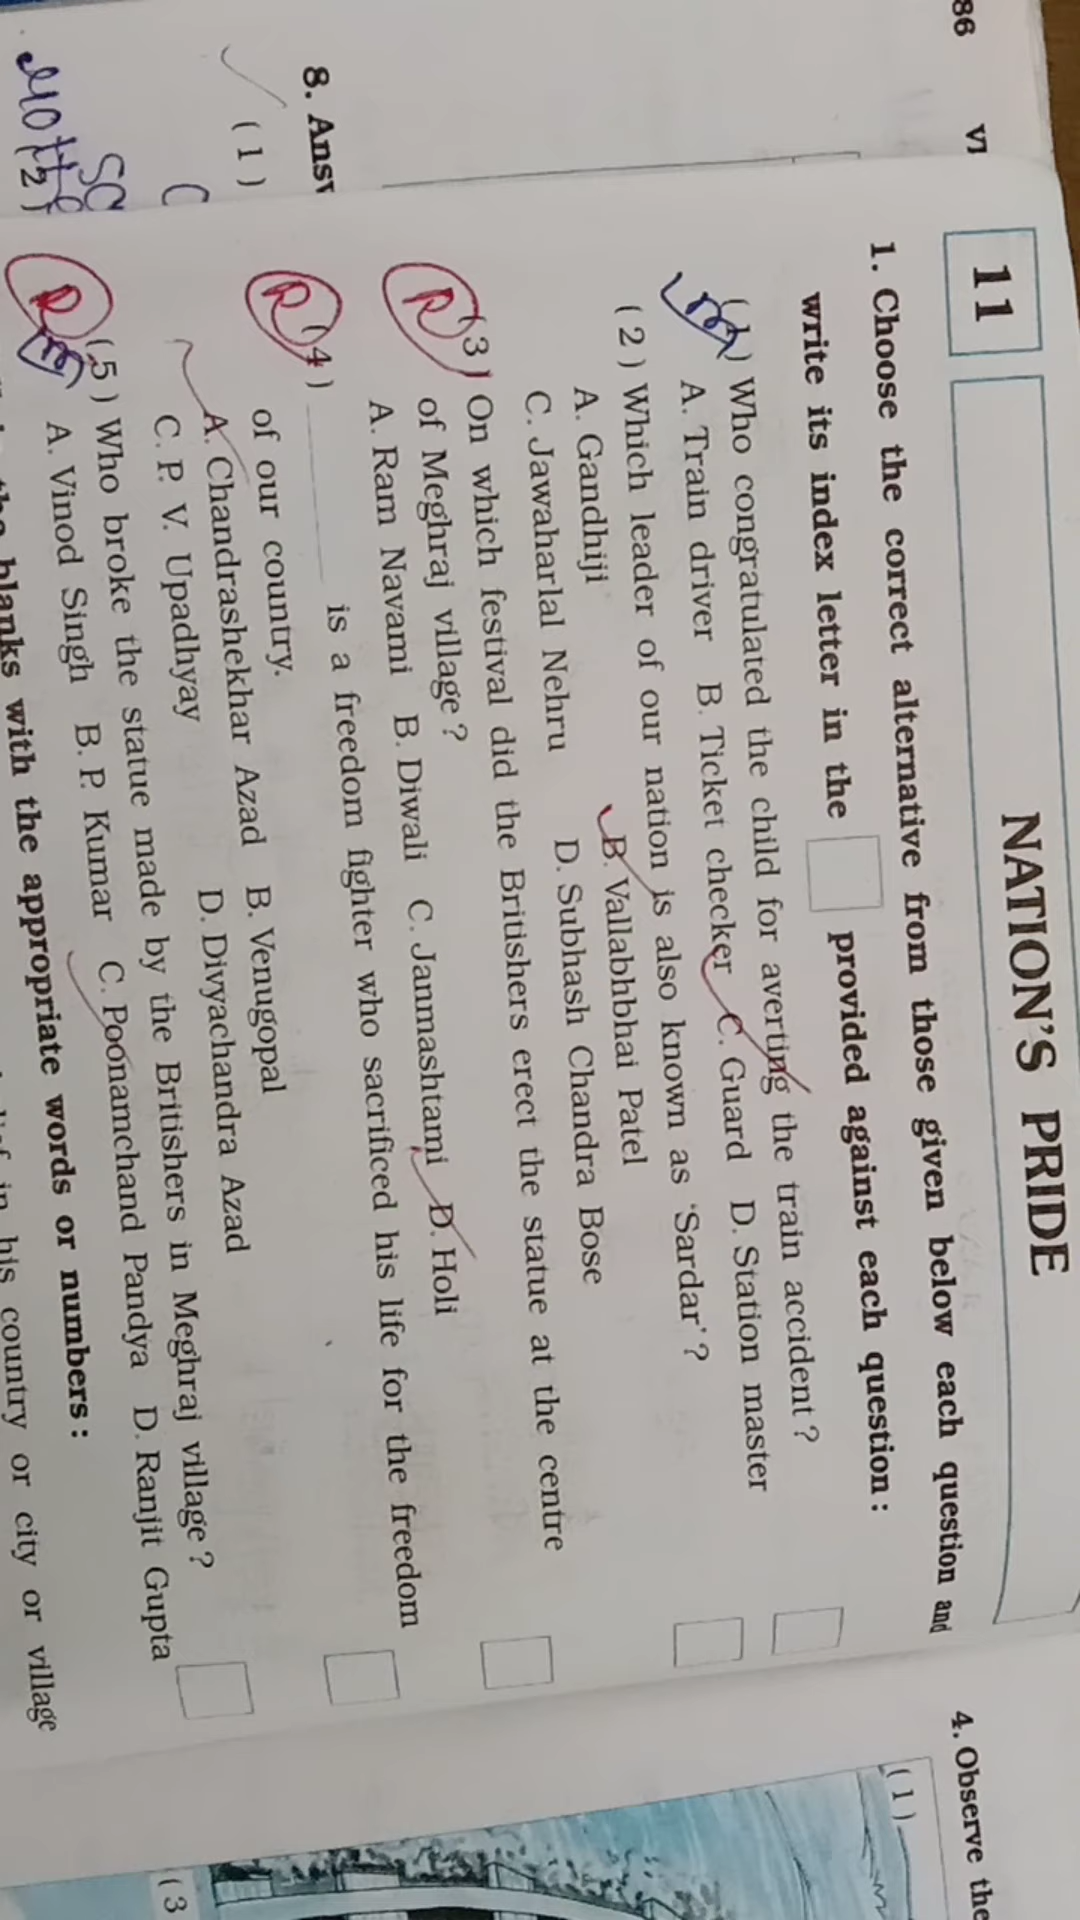 86
VI
8. Ans
( 1 )
( 2 )
11
NATION'S PRIDE
1. Choose the correct alternative from those given below each question and
write its index letter in the provided against each question :
( 1 ) Who congratulated the child for averting the train accident ?
A. Train driver B. Ticket checker C. Guard D. Station master
( 2 ) Which leader of our nation is also known as 'Sardar' ?
A. Gandhiji B. Vallabhbhai Patel
C. Jawaharlal Nehru D. Subhash Chandra Bose
( 3 ) On which festival did the Britishers erect the statue at the centre
of Meghraj village ?
A. Ram Navami B. Diwali C. Janmashtami D. Holi
( 4 ) ______ is a freedom fighter who sacrificed his life for the freedom
of our country.
A. Chandrashekhar Azad B. Venugopal
C. P. V. Upadhyay D. Divyachandra Azad
( 5 ) Who broke the statue made by the Britishers in Meghraj village ?
A. Vinod Singh B. P. Kumar C. Poonamchand Pandya D. Ranjit Gupta
blanks with the appropriate words or numbers :
in his country or city or village
4. Observe the
( 1 )
( 3